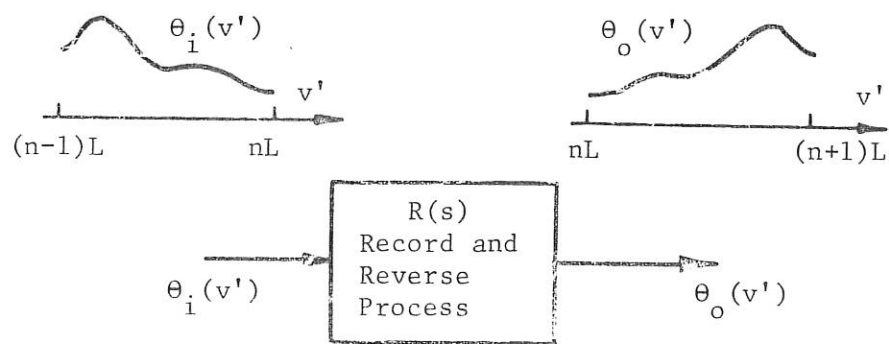 θi(v') θo(v')
v' v'
(n-1)L nL nL (n+1)L
R(s)
Record and
Reverse
Process
θi(v') θo(v')